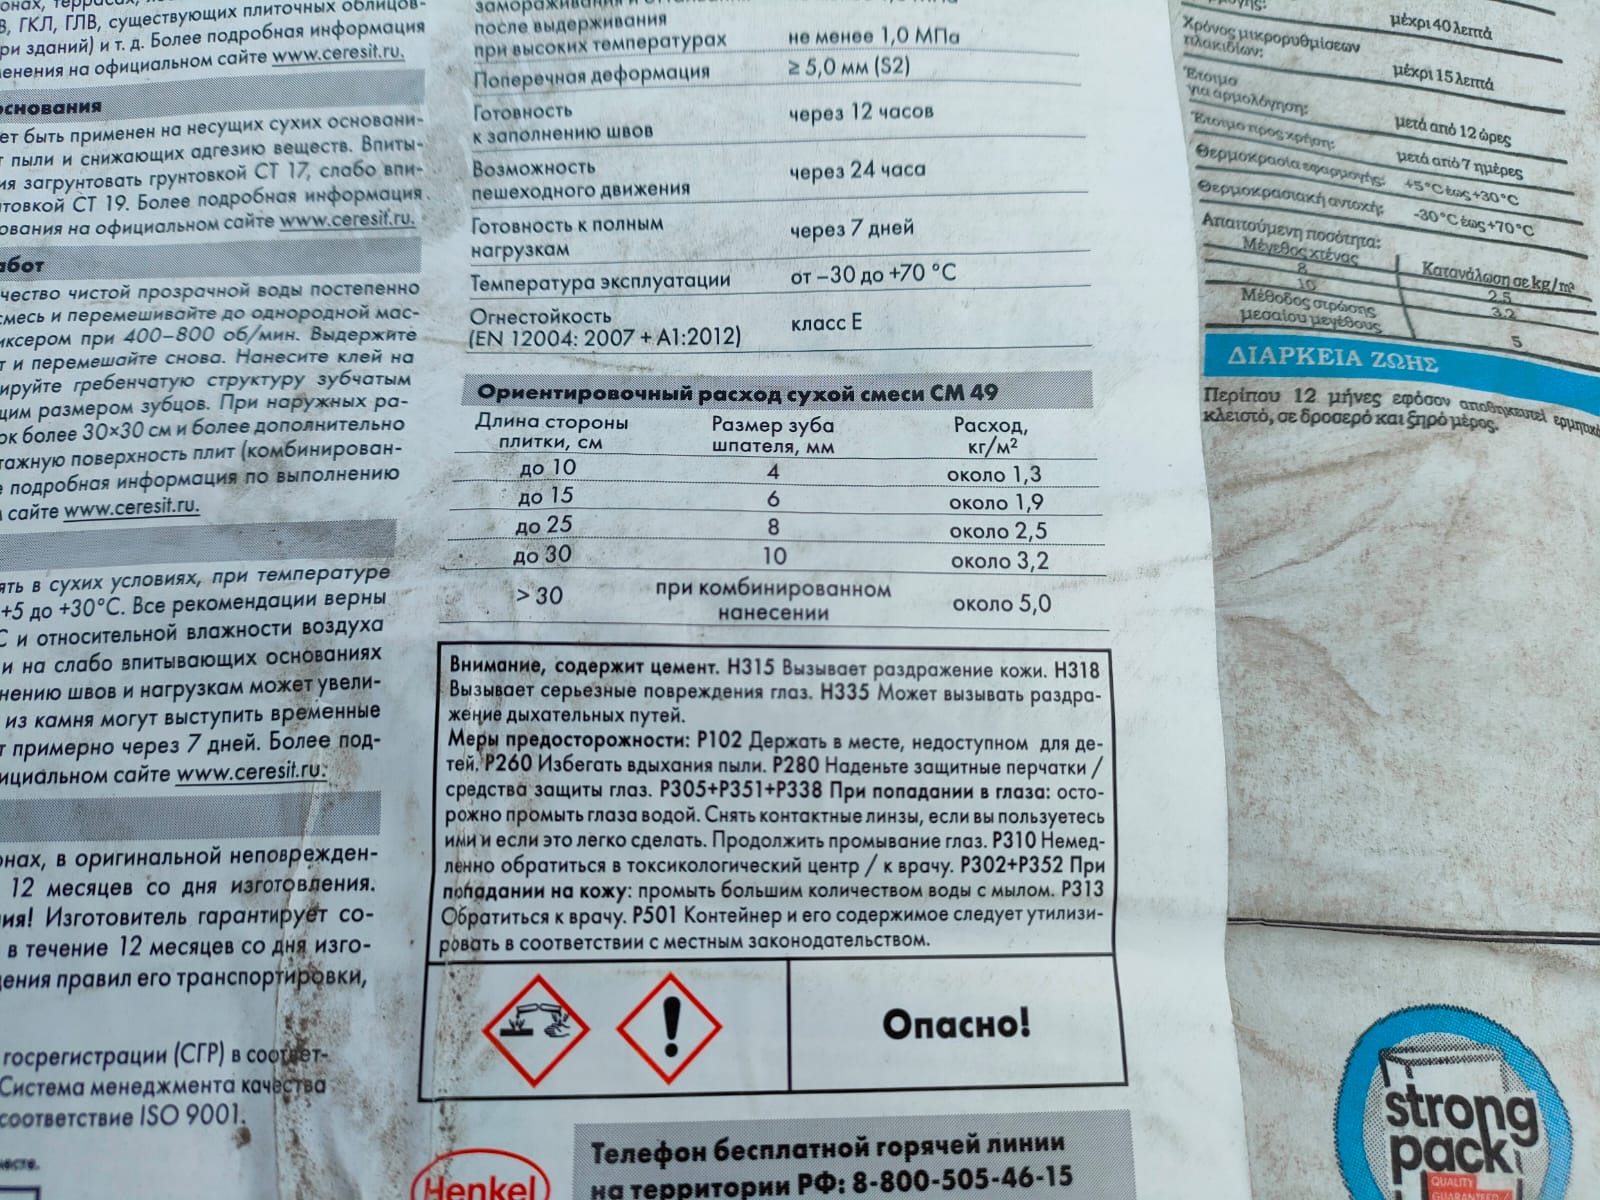 онах, террасах,
В, ГКЛ, ГЛВ, существующих плиточных облицов-
ри зданий) и т. д. Более подробная информация
енения на официальном сайте www.ceresit.ru.
основания
ет быть применен на несущих сухих основани-
т пыли и снижающих адгезию веществ. Впиты-
ия загрунтовать грунтовкой СТ 17, слабо впи-
товкой СТ 19. Более подробная информация
ования на официальном сайте www.ceresit.ru.
абот
чество чистой прозрачной воды постепенно
смесь и перемешивайте до однородной мас-
иксером при 400–800 об/мин. Выдержите
т и перемешайте снова. Нанесите клей на
ируйте гребенчатую структуру зубчатым
щим размером зубцов. При наружных ра-
ок более 30×30 см и более дополнительно
тажную поверхность плит (комбинирован-
е подробная информация по выполнению
сайте www.ceresit.ru.
ять в сухих условиях, при температуре
+5 до +30°С. Все рекомендации верны
С и относительной влажности воздуха
и на слабо впитывающих основаниях
нению швов и нагрузкам может увели-
из камня могут выступить временные
т примерно через 7 дней. Более под-
ициальном сайте www.ceresit.ru.
онах, в оригинальной неповрежден-
12 месяцев со дня изготовления.
ия! Изготовитель гарантирует со-
в течение 12 месяцев со дня изго-
дения правил его транспортировки,
госрегистрации (СГР) в соответ-
Система менеджмента качества
соответствие ISO 9001.
после выдерживания
при высоких температурах не менее 1,0 МПа
Поперечная деформация ≥ 5,0 мм (S2)
Готовность
к заполнению швов через 12 часов
Возможность
пешеходного движения через 24 часа
Готовность к полным
нагрузкам через 7 дней
Температура эксплуатации от –30 до +70 °С
Огнестойкость
(EN 12004: 2007 + A1:2012) класс Е
Ориентировочный расход сухой смеси СМ 49
Длина стороны плитки, см Размер зуба шпателя, мм Расход, кг/м²
до 10 4 около 1,3
до 15 6 около 1,9
до 25 8 около 2,5
до 30 10 около 3,2
> 30 при комбинированном нанесении около 5,0
Внимание, содержит цемент. H315 Вызывает раздражение кожи. H318
Вызывает серьезные повреждения глаз. H335 Может вызывать раздра-
жение дыхательных путей.
Меры предосторожности: P102 Держать в месте, недоступном для де-
тей. P260 Избегать вдыхания пыли. P280 Наденьте защитные перчатки /
средства защиты глаз. P305+P351+P338 При попадании в глаза: осто-
рожно промыть глаза водой. Снять контактные линзы, если вы пользуетесь
ими и если это легко сделать. Продолжить промывание глаз. P310 Немед-
ленно обратиться в токсикологический центр / к врачу. P302+P352 При
попадании на кожу: промыть большим количеством воды с мылом. P313
Обратиться к врачу. P501 Контейнер и его содержимое следует утилизи-
ровать в соответствии с местным законодательством.
Опасно!
Henkel
Телефон бесплатной горячей линии
на территории РФ: 8-800-505-46-15
μέχρι 40 λεπτά
Χρόνος μικρορυθμίσεων
πλακιδίων: μέχρι 15 λεπτά
Έτοιμο
για αρμολόγηση: μετά από 12 ώρες
Έτοιμο προς χρήση: μετά από 7 ημέρες
Θερμοκρασία εφαρμογής: +5°C έως +30°C
Θερμοκρασιακή αντοχή: -30°C έως +70°C
Απαιτούμενη ποσότητα:
Μέγεθος χτένας Κατανάλωση σε kg/m²
8 2.5
10 3.2
Μέθοδος στρώσης
μεσαίου μεγέθους 5
ΔΙΑΡΚΕΙΑ ΖΩΗΣ
Περίπου 12 μήνες εφόσον αποθηκευτεί ερμητικά
κλειστό, σε δροσερό και ξηρό μέρος.
strong
pack
QUALITY